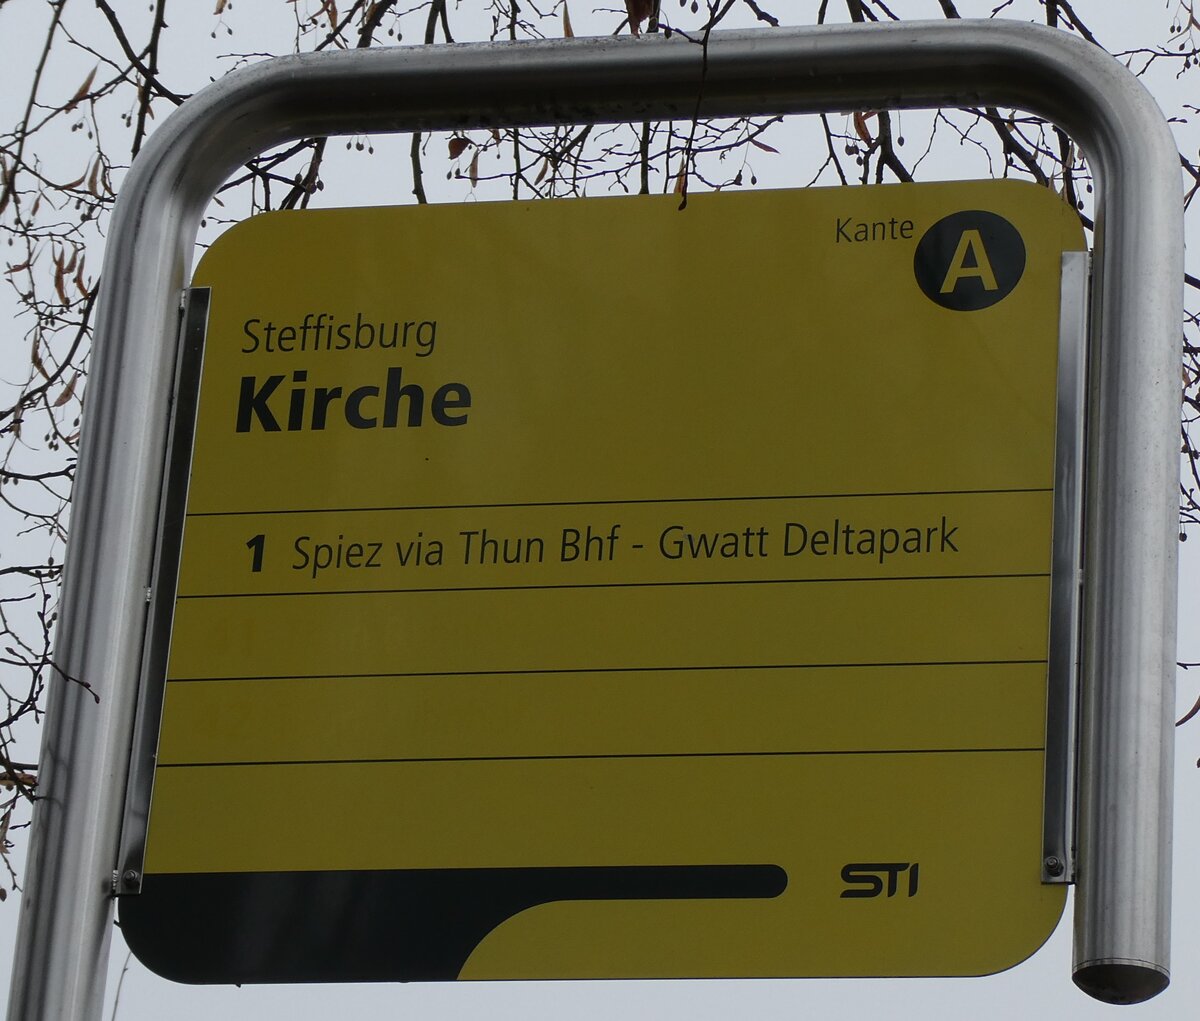 Kante A
Steffisburg
Kirche
1 Spiez via Thun Bhf - Gwatt Deltapark
STI